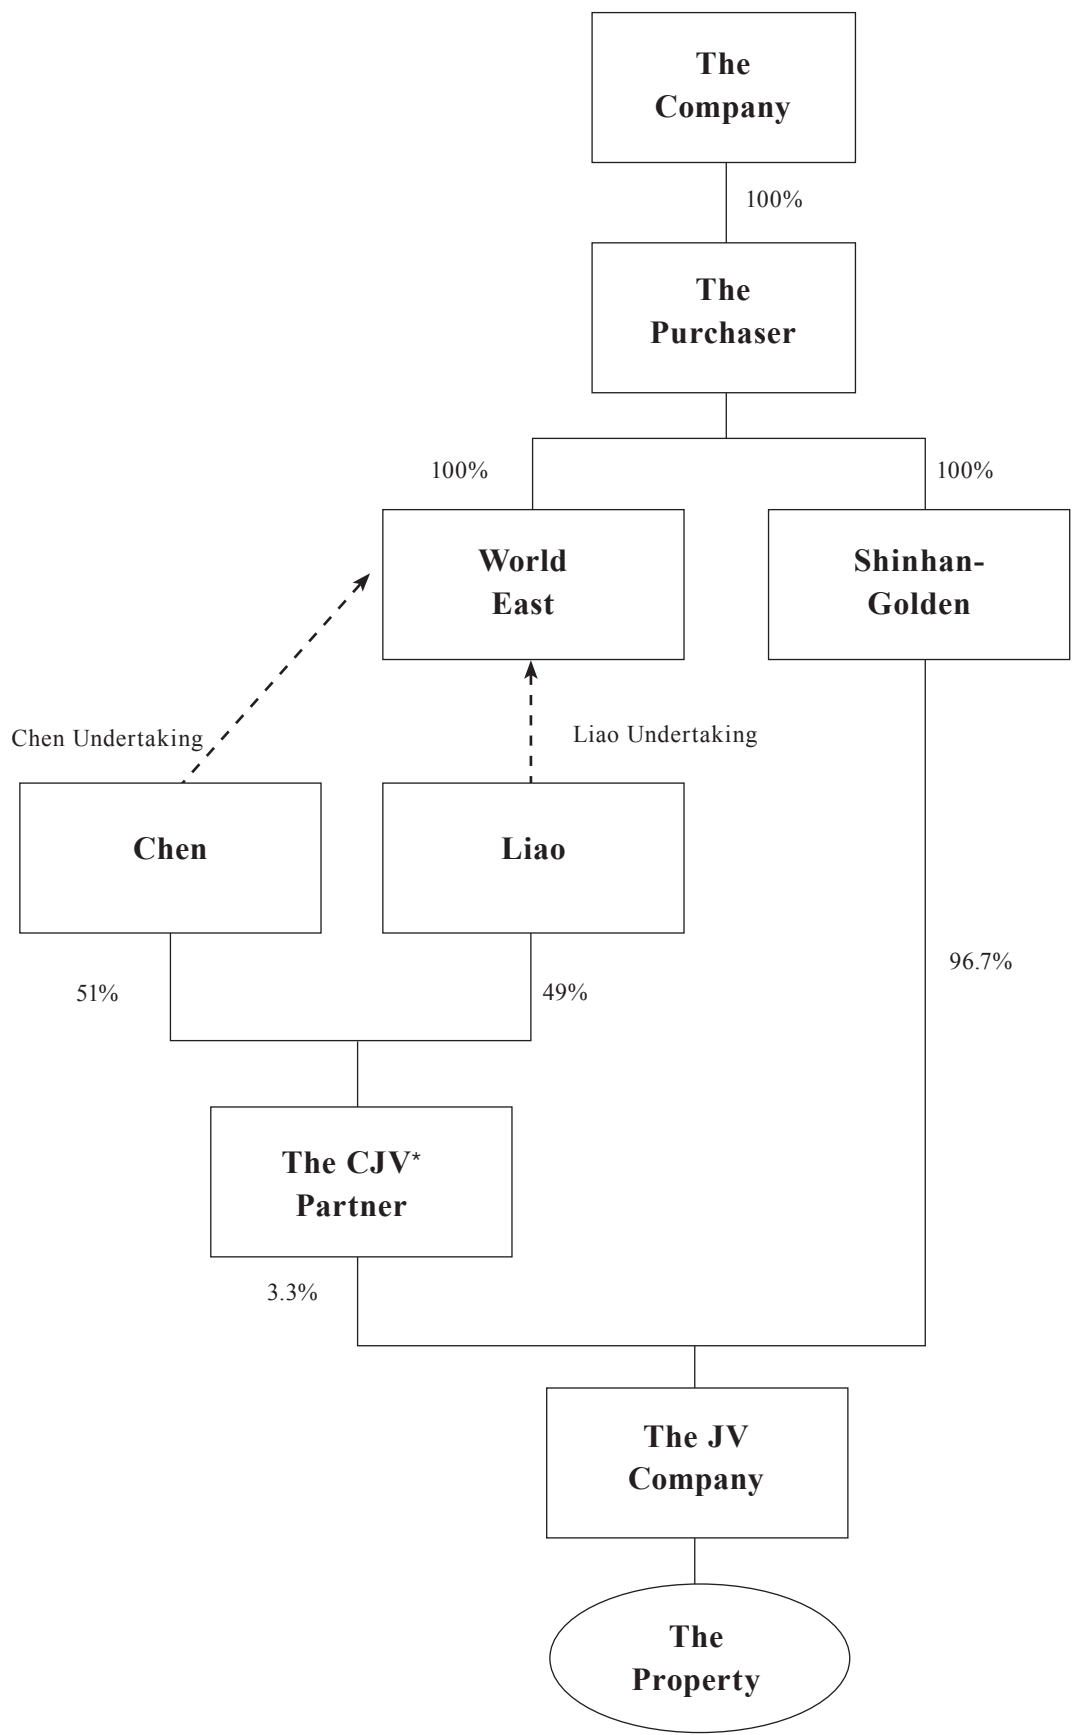 The
Company
100%
The
Purchaser
100%
100%
World
East
Shinhan-
Golden
Chen Undertaking
Liao Undertaking
Chen
Liao
51%
49%
96.7%
The CJV*
Partner
3.3%
The JV
Company
The
Property